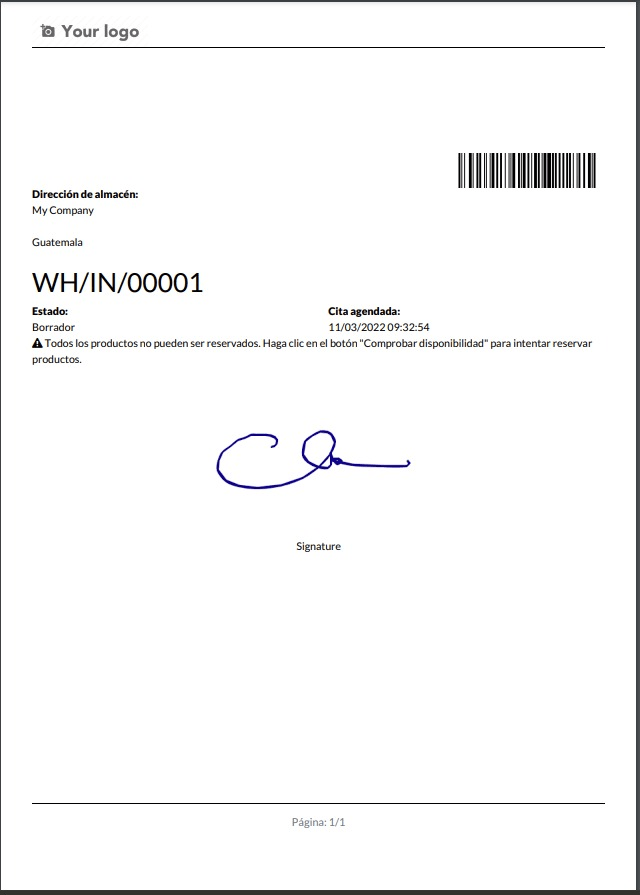 Your logo
Dirección de almacén:
My Company
Guatemala
WH/IN/00001
Estado:
Cita agendada:
Borrador
11/03/2022 09:32:54
Todos los productos no pueden ser reservados. Haga clic en el botón "Comprobar disponibilidad" para intentar reservar
productos.
Signature
Página: 1/1